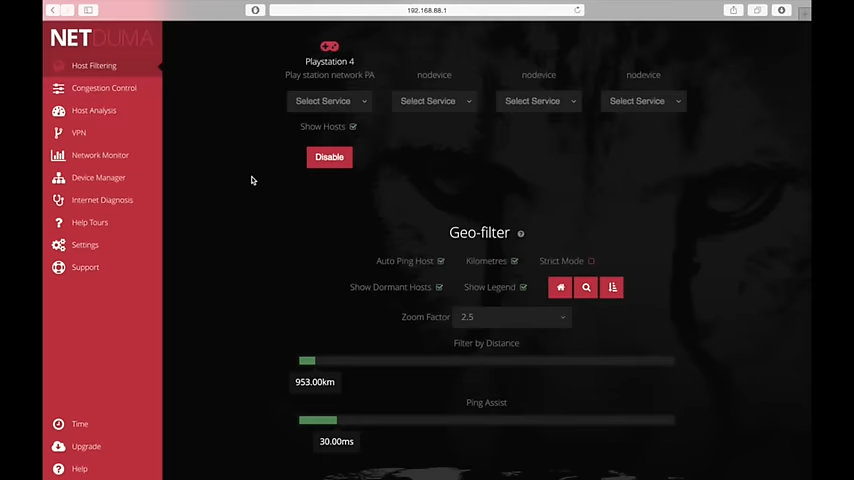 192.168.88.1
NETDUMA
Host Filtering
Congestion Control
Host Analysis
VPN
Network Monitor
Device Manager
Internet Diagnosis
Help Tours
Settings
Support
Time
Upgrade
Help
Playstation 4
Play station network PA nodevice nodevice nodevice
Select Service Select Service Select Service Select Service
Show Hosts
Disable
Geo-filter
Auto Ping Host Kilometres Strict Mode
Show Dormant Hosts Show Legend
Zoom Factor 2.5
Filter by Distance
953.00km
Ping Assist
30.00ms